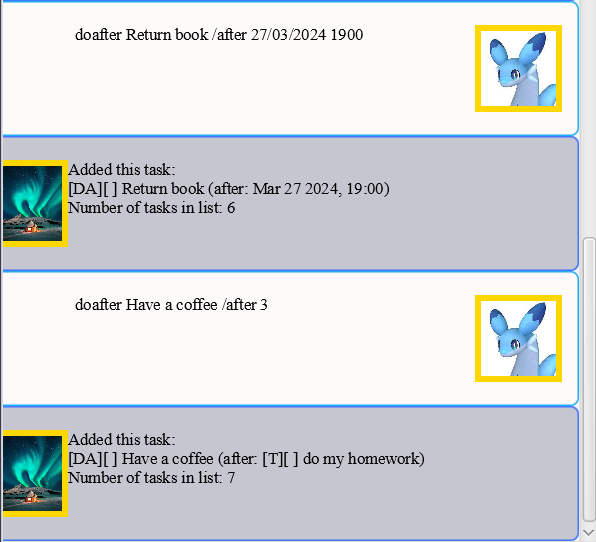 doafter Return book /after 27/03/2024 1900
Added this task:
[DA][ ] Return book (after: Mar 27 2024, 19:00)
Number of tasks in list: 6
doafter Have a coffee /after 3
Added this task:
[DA][ ] Have a coffee (after: [T][ ] do my homework)
Number of tasks in list: 7